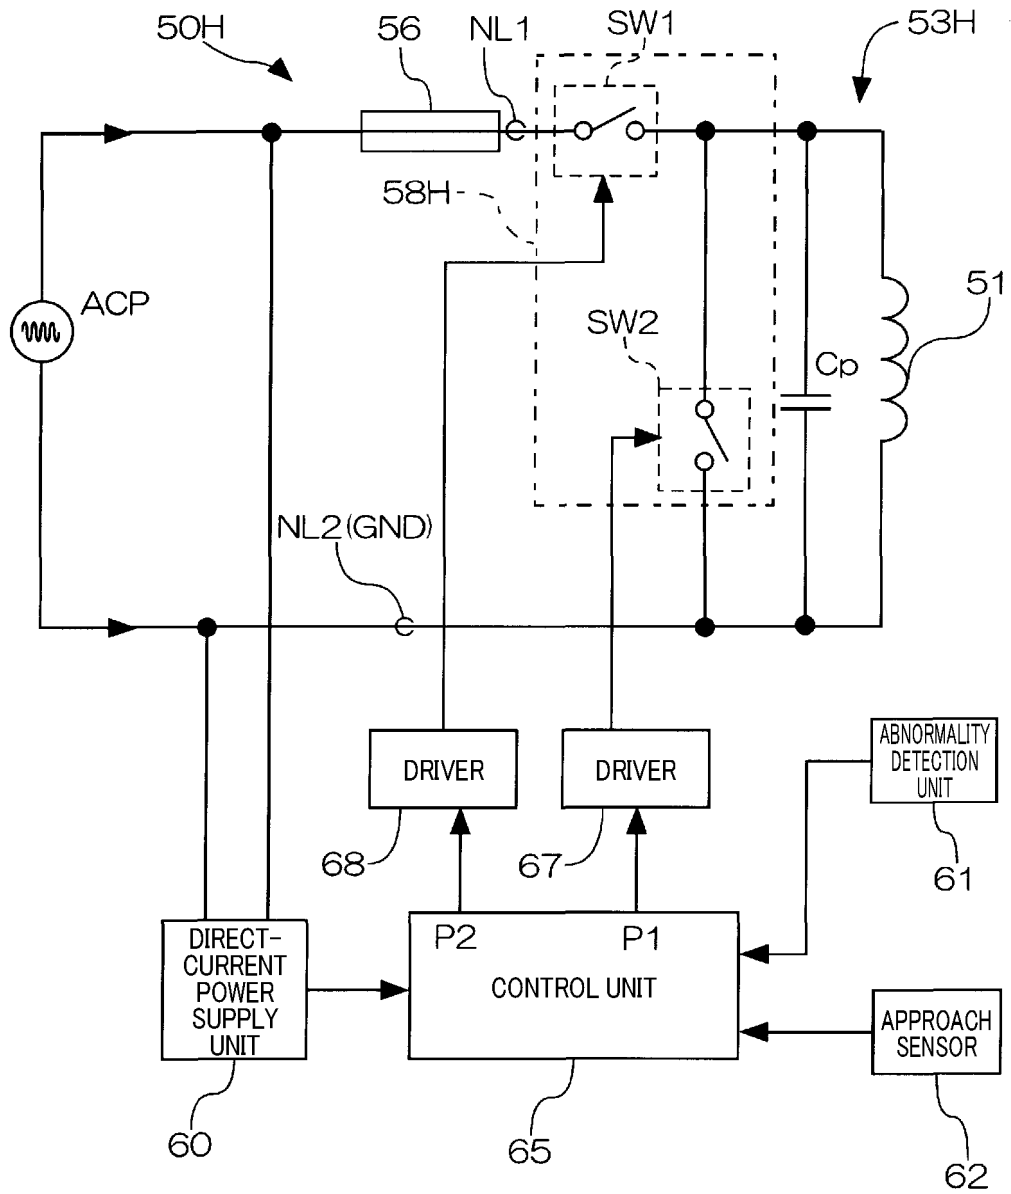 50H
56
NL1
SW1
53H
58H
ACP
51
SW2
Cp
NL2(GND)
DRIVER
DRIVER
ABNORMALITY
DETECTION
UNIT
68
67
61
P2
P1
DIRECT-
CURRENT
POWER
SUPPLY
UNIT
CONTROL UNIT
APPROACH
SENSOR
60
65
62